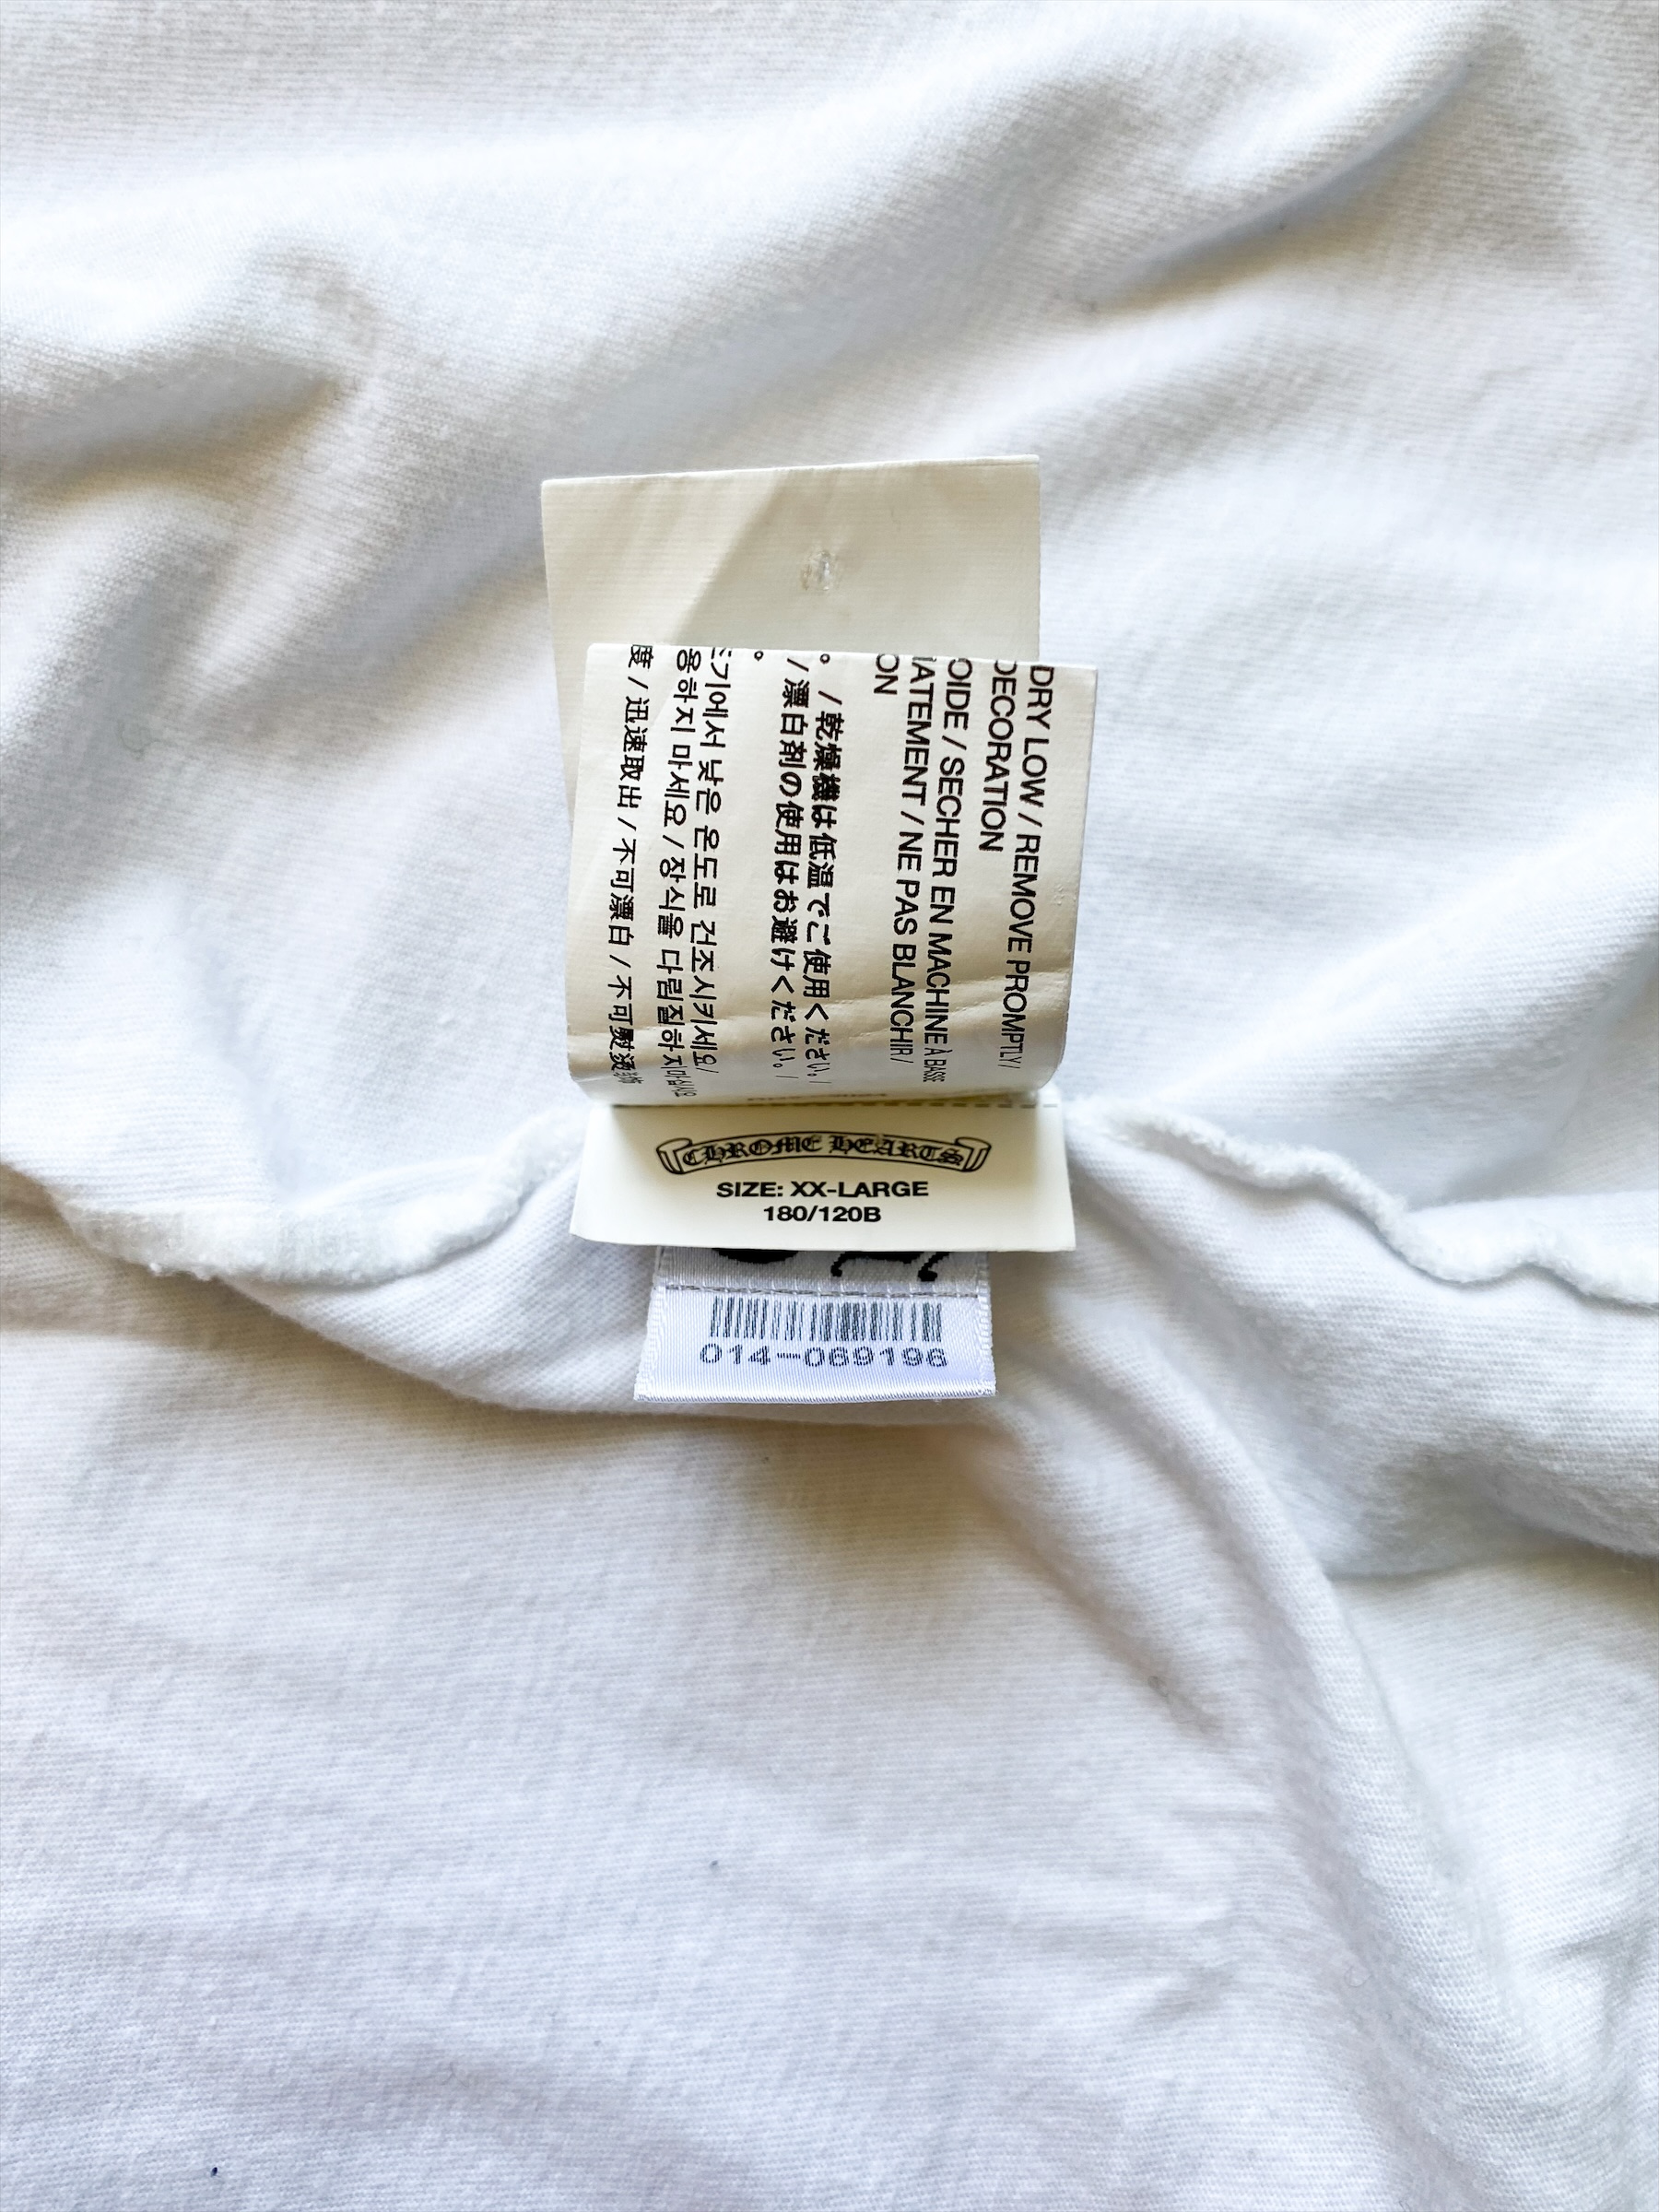 DRY LOW / REMOVE PROMPTLY /
DECORATION
OIDE / SECHER EN MACHINE À BASSE
IATEMENT / NE PAS BLANCHIR /
ON
。/ 乾燥機は低温でご使用ください。/
/ 漂白剤の使用はお避けください。/
。
기에서 낮은 온도로 건조시키세요/
용하지 마세요 / 장식을 다림질하지마십시오
度 / 迅速取出 / 不可漂白 / 不可熨烫
CHROME HEARTS
SIZE: XX-LARGE
180/120B
014-069196